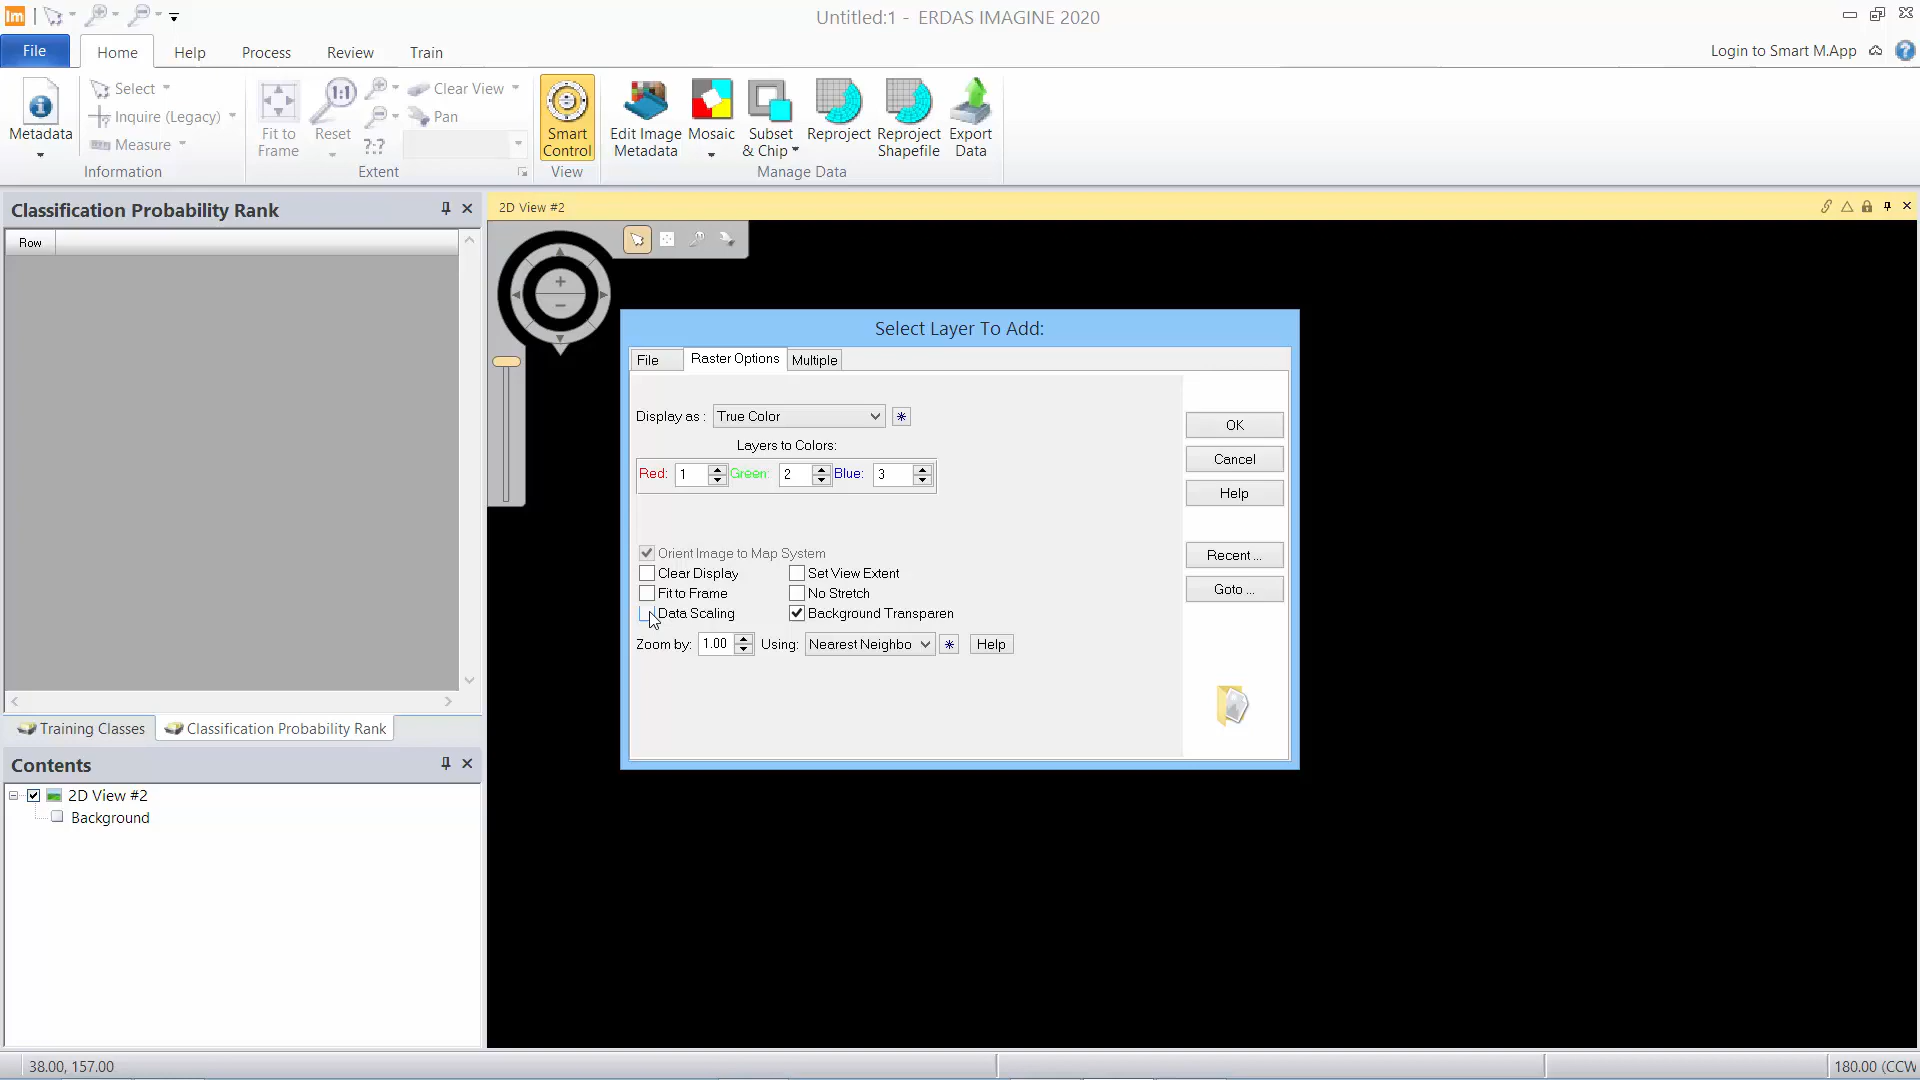 Im
Untitled:1 - ERDAS IMAGINE 2020
File Home Help Process Review Train
Login to Smart M.App
Metadata
Select
Inquire (Legacy)
Measure
Information
Fit to Frame
1:1
Reset
Clear View
Pan
?:?
Extent
Smart Control
View
Edit Image Metadata
Mosaic
Subset & Chip
Reproject
Reproject Shapefile
Export Data
Manage Data
Classification Probability Rank
Row
Training Classes
Classification Probability Rank
Contents
2D View #2
Background
2D View #2
Select Layer To Add:
File Raster Options Multiple
Display as : True Color
Layers to Colors:
Red: 1 Green: 2 Blue: 3
Orient Image to Map System
Clear Display Set View Extent
Fit to Frame No Stretch
Data Scaling Background Transparen
Zoom by: 1.00 Using: Nearest Neighbo Help
OK
Cancel
Help
Recent ...
Goto ...
38.00, 157.00
180.00 (CCW